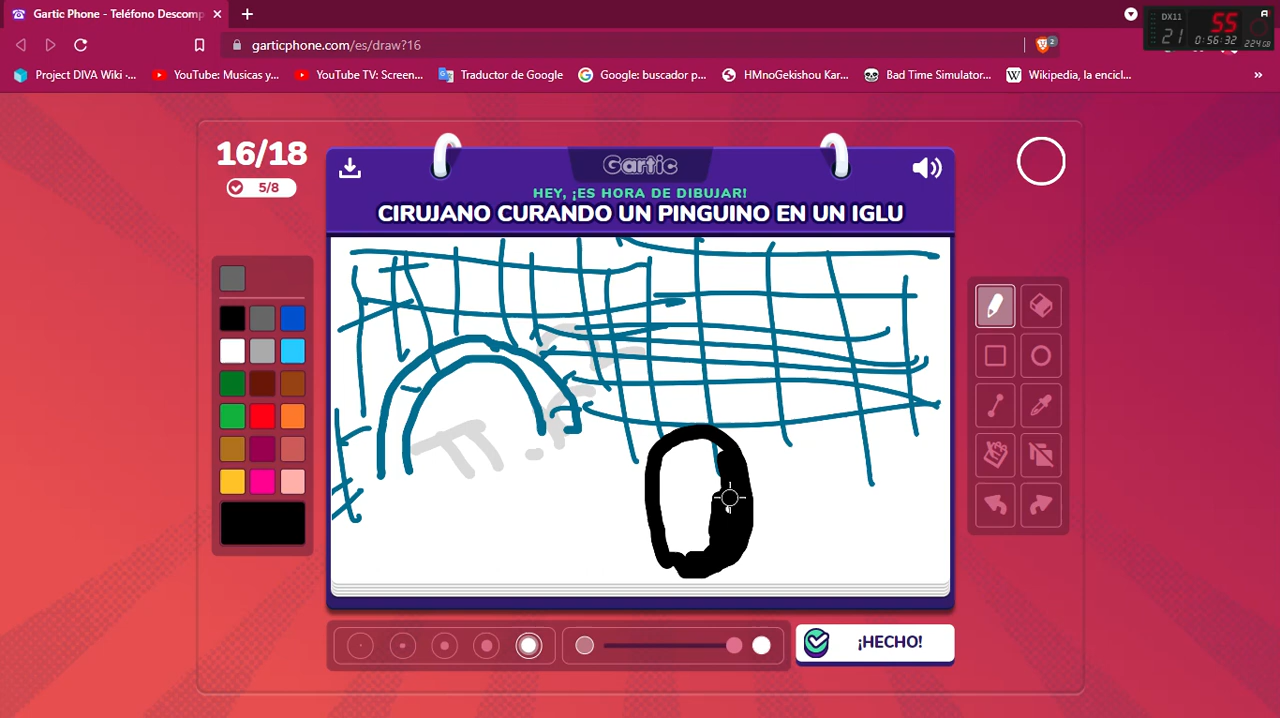 Gartic Phone - Teléfono Descomp
garticphone.com/es/draw?16
2
DX11
21
55
0:56:32
224GB
Project DIVA Wiki -...
YouTube: Musicas y...
YouTube TV: Screen...
Traductor de Google
Google: buscador p...
HMnoGekishou Kar...
Bad Time Simulator...
Wikipedia, la encicl...
»
16/18
5/8
Gartic
HEY, ¡ES HORA DE DIBUJAR!
CIRUJANO CURANDO UN PINGUINO EN UN IGLU
¡HECHO!